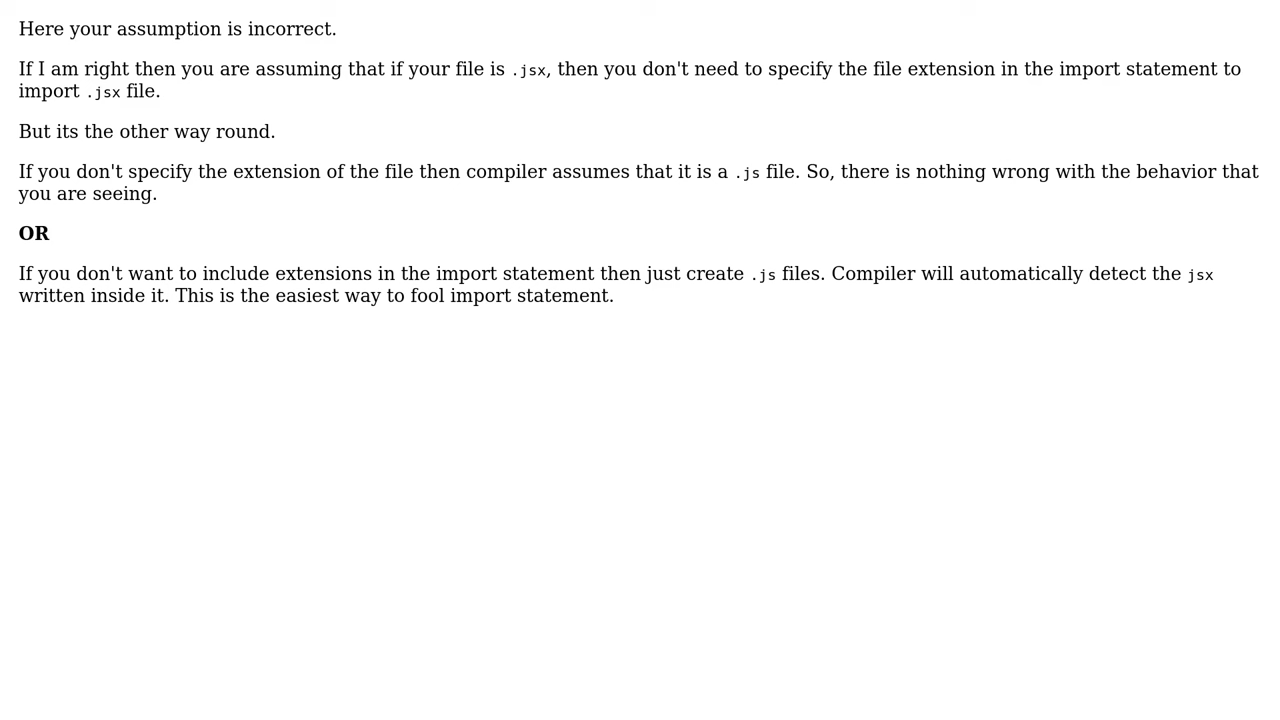 Here your assumption is incorrect.
If I am right then you are assuming that if your file is .jsx, then you don't need to specify the file extension in the import statement to
import .jsx file.
But its the other way round.
If you don't specify the extension of the file then compiler assumes that it is a .js file. So, there is nothing wrong with the behavior that
you are seeing.
OR
If you don't want to include extensions in the import statement then just create .js files. Compiler will automatically detect the jsx
written inside it. This is the easiest way to fool import statement.